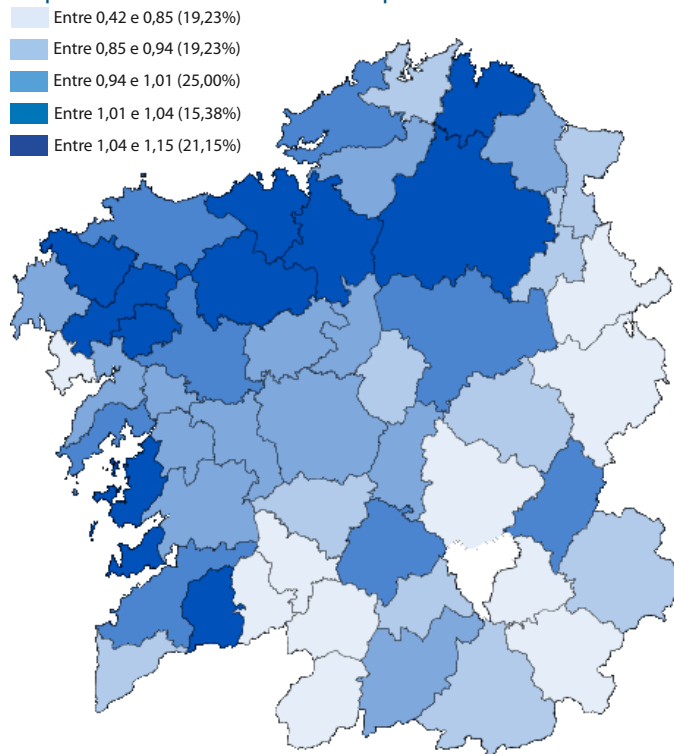 Entre 0,42 e 0,85 (19,23%)
Entre 0,85 e 0,94 (19,23%)
Entre 0,94 e 1,01 (25,00%)
Entre 1,01 e 1,04 (15,38%)
Entre 1,04 e 1,15 (21,15%)